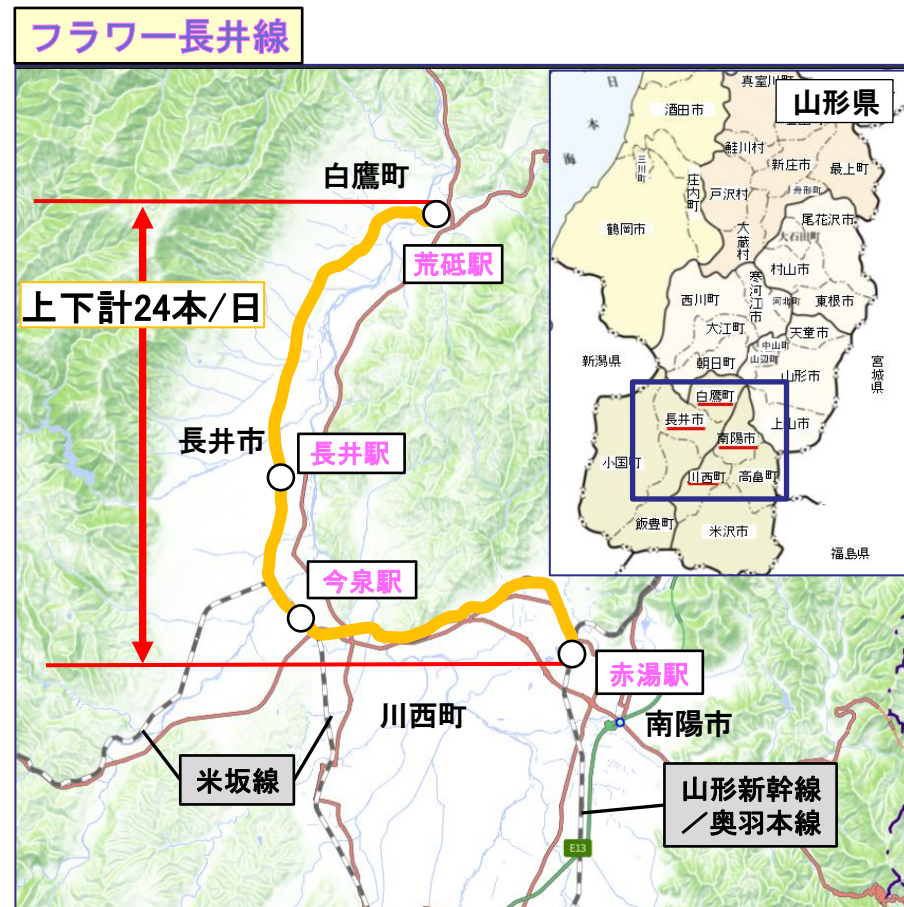 フラワー長井線
山形県
日
本
海
酒田市
真室川町
鮭川村
新庄市
最上町
三川町
庄内町
戸沢村
舟形町
鶴岡市
大蔵村
尾花沢市
大石田町
村山市
西川町
寒河江市
河北町
東根市
大江町
天童市
中山町
山辺町
新潟県
朝日町
山形市
宮城県
白鷹町
長井市
南陽市
上山市
小国町
川西町
高畠町
飯豊町
米沢市
福島県
白鷹町
荒砥駅
上下計24本/日
長井市
長井駅
今泉駅
赤湯駅
川西町
南陽市
米坂線
山形新幹線
／奥羽本線
E13